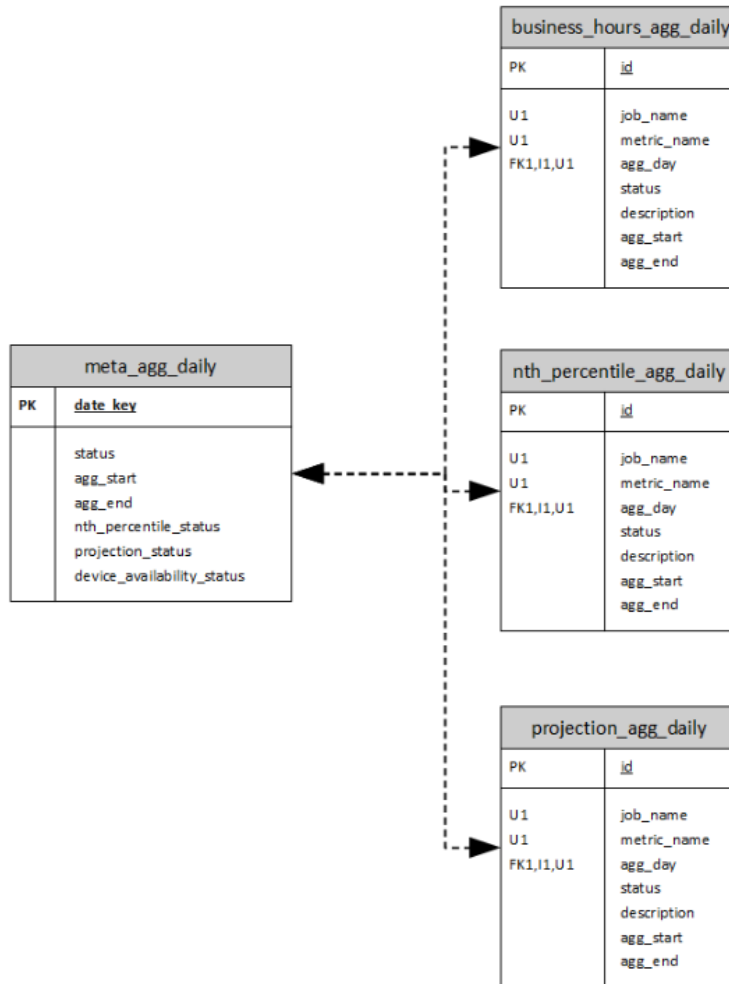 business_hours_agg_daily
PK id
U1 job_name
U1 metric_name
FK1,I1,U1 agg_day
status
description
agg_start
agg_end
meta_agg_daily
PK date_key
status
agg_start
agg_end
nth_percentile_status
projection_status
device_availability_status
nth_percentile_agg_daily
PK id
U1 job_name
U1 metric_name
FK1,I1,U1 agg_day
status
description
agg_start
agg_end
projection_agg_daily
PK id
U1 job_name
U1 metric_name
FK1,I1,U1 agg_day
status
description
agg_start
agg_end